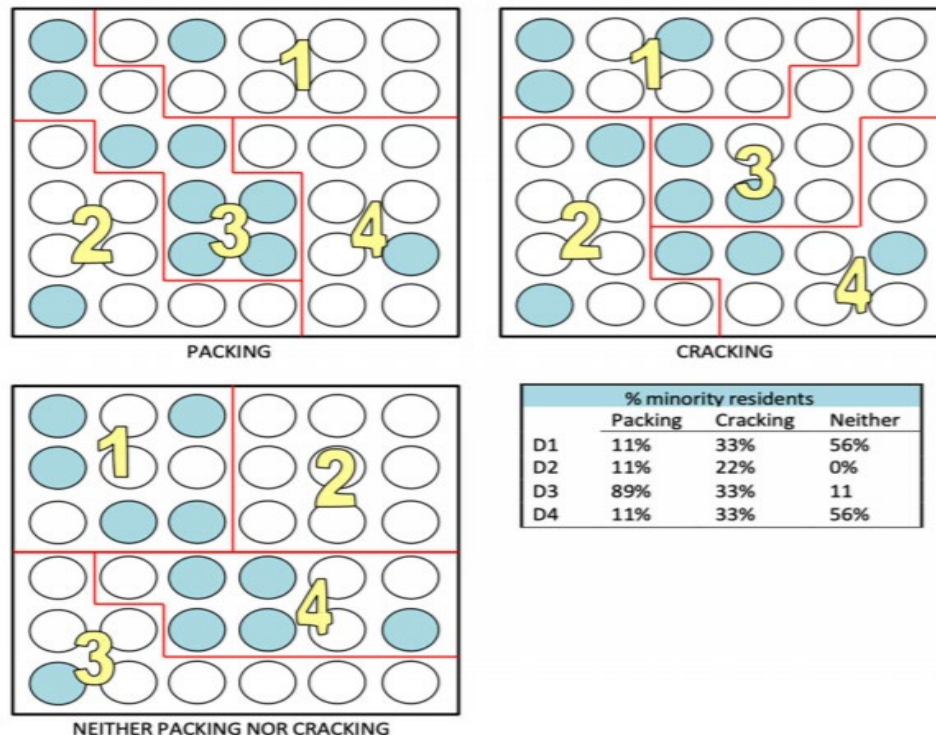 1
2
3
4
PACKING
1
2
3
4
CRACKING
1
2
3
4
NEITHER PACKING NOR CRACKING
% minority residents
Packing Cracking Neither
D1 11% 33% 56%
D2 11% 22% 0%
D3 89% 33% 11
D4 11% 33% 56%